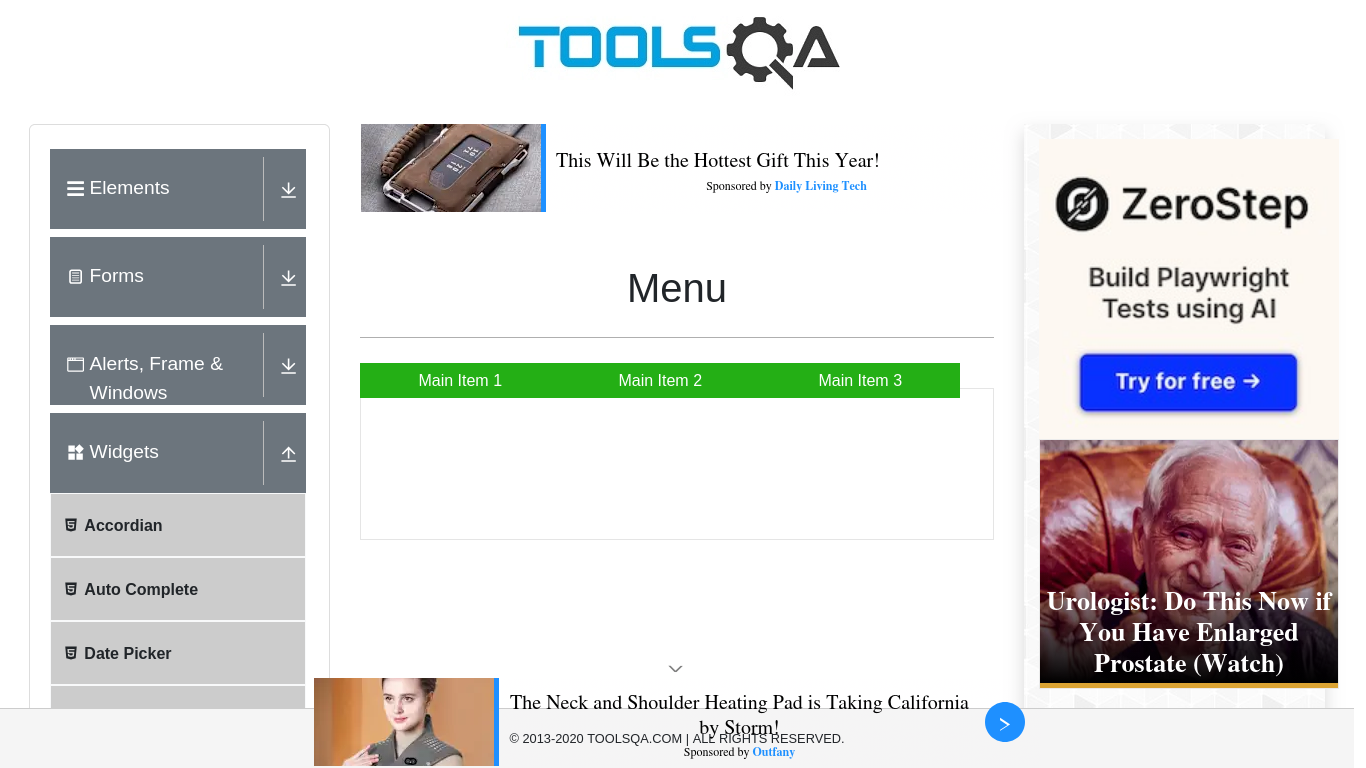 TOOLSQA
Elements
Forms
Alerts, Frame &
Windows
Widgets
Accordian
Auto Complete
Date Picker
This Will Be the Hottest Gift This Year!
Sponsored by Daily Living Tech
Menu
Main Item 1
Main Item 2
Main Item 3
ZeroStep
Build Playwright
Tests using AI
Try for free →
Urologist: Do This Now if
You Have Enlarged
Prostate (Watch)
The Neck and Shoulder Heating Pad is Taking California
by Storm!
© 2013-2020 TOOLSQA.COM | ALL RIGHTS RESERVED.
Sponsored by Outfany